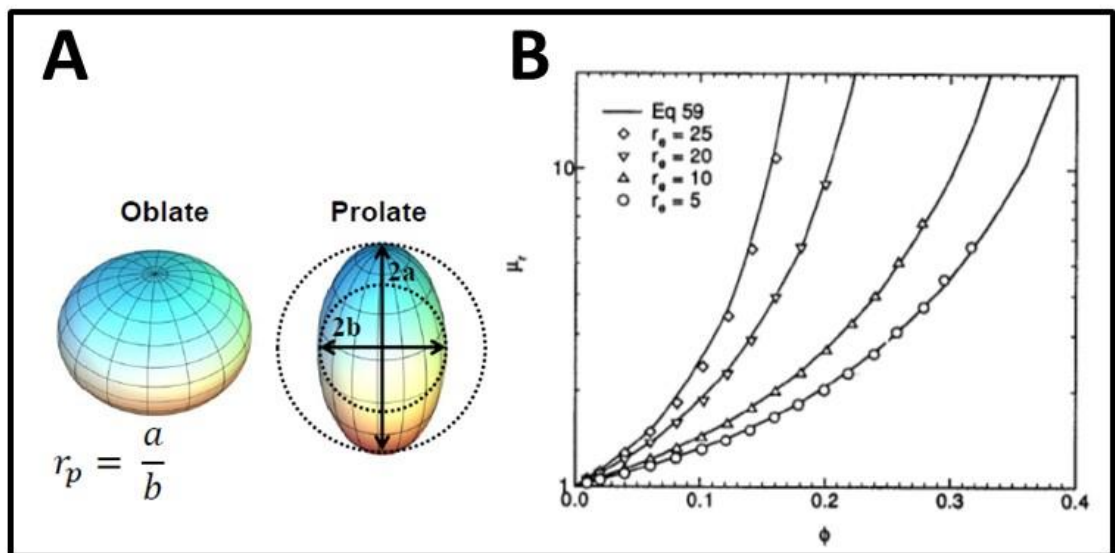 A
B
Oblate
Prolate
2a
2b
r_p = a/b
Eq 59
r_e = 25
r_e = 20
r_e = 10
r_e = 5
10
1
μ_r
0.0 0.1 0.2 0.3 0.4
ϕ